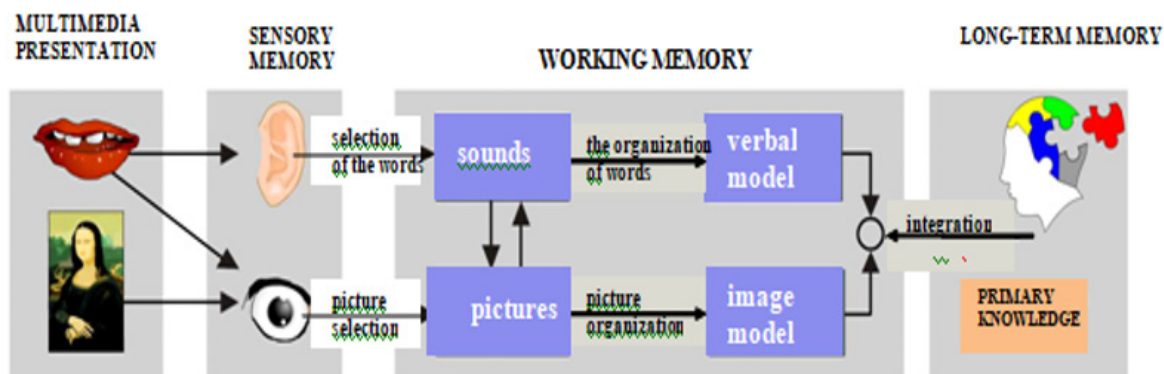 MULTIMEDIA
PRESENTATION
SENSORY
MEMORY
WORKING MEMORY
LONG-TERM MEMORY
selection
of the words
sounds
the organization
of words
verbal
model
integration
picture
selection
pictures
picture
organization
image
model
PRIMARY
KNOWLEDGE